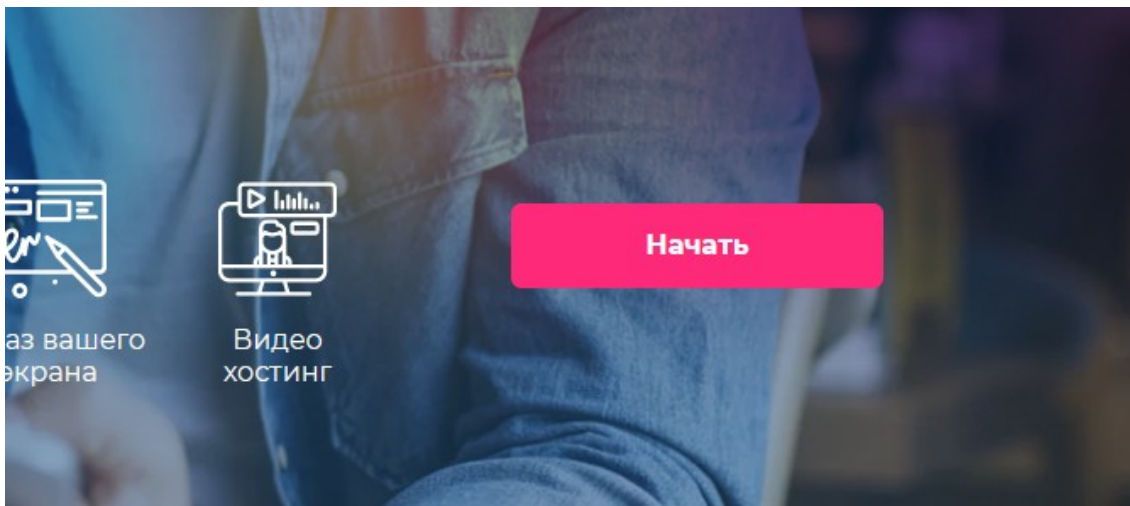 аз вашего
экрана
Видео
хостинг
Начать